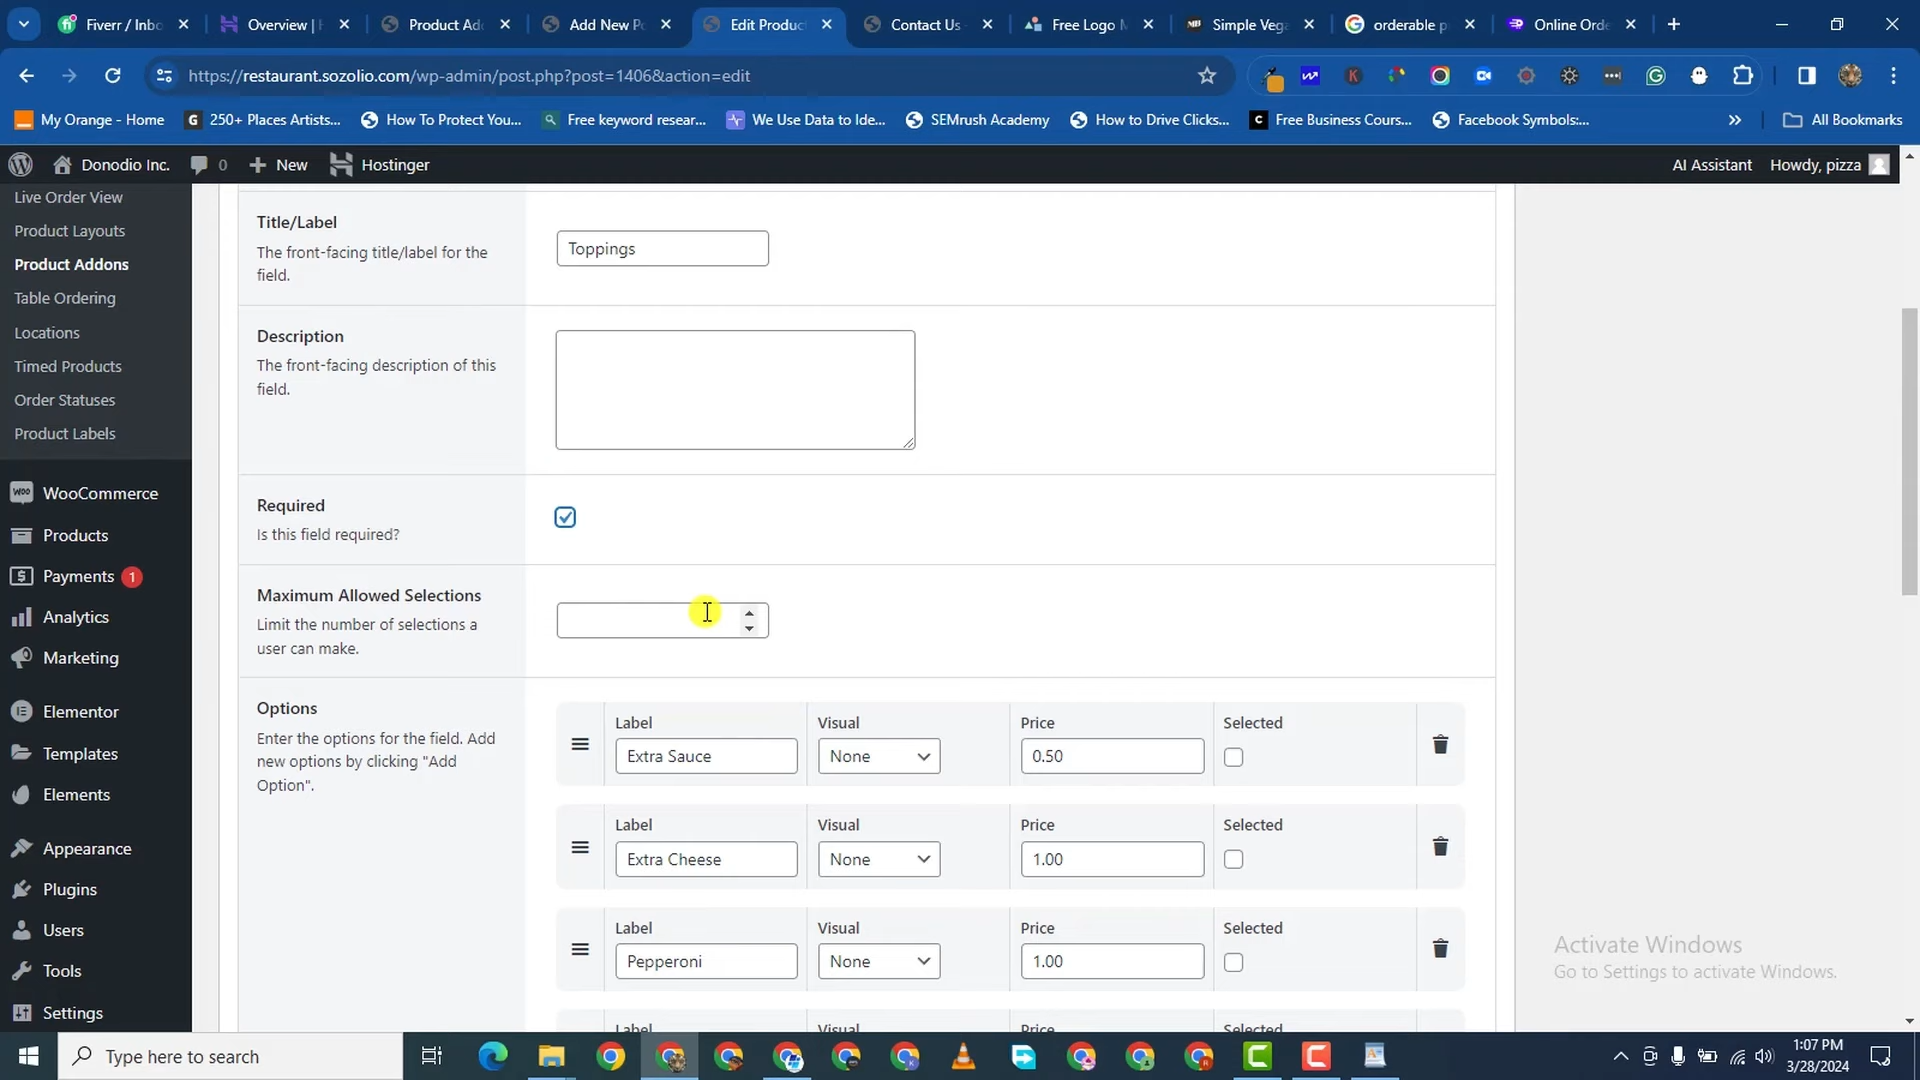 Fiverr / Inbo
Overview | 
Product Ad
Add New P
Edit Produc
Contact Us
Free Logo
Simple Vega
orderable p
Online Orde
https://restaurant.sozolio.com/wp-admin/post.php?post=1406&action=edit
My Orange - Home
250+ Places Artists...
How To Protect You...
Free keyword resear...
We Use Data to Ide...
SEMrush Academy
How to Drive Clicks...
Free Business Cours...
Facebook Symbols:...
All Bookmarks
Donodio Inc.
0
New
Hostinger
AI Assistant
Howdy, pizza
Live Order View
Product Layouts
Product Addons
Table Ordering
Locations
Timed Products
Order Statuses
Product Labels
WooCommerce
Products
Payments 1
Analytics
Marketing
Elementor
Templates
Elements
Appearance
Plugins
Users
Tools
Settings
Title/Label
The front-facing title/label for the
field.
Toppings
Description
The front-facing description of this
field.
Required
Is this field required?
Maximum Allowed Selections
Limit the number of selections a
user can make.
Options
Enter the options for the field. Add
new options by clicking "Add
Option".
Label Visual Price Selected
Extra Sauce None 0.50
Label Visual Price Selected
Extra Cheese None 1.00
Label Visual Price Selected
Pepperoni None 1.00
Label Visual Price Selected
Activate Windows
Go to Settings to activate Windows.
Type here to search
1:07 PM
3/28/2024